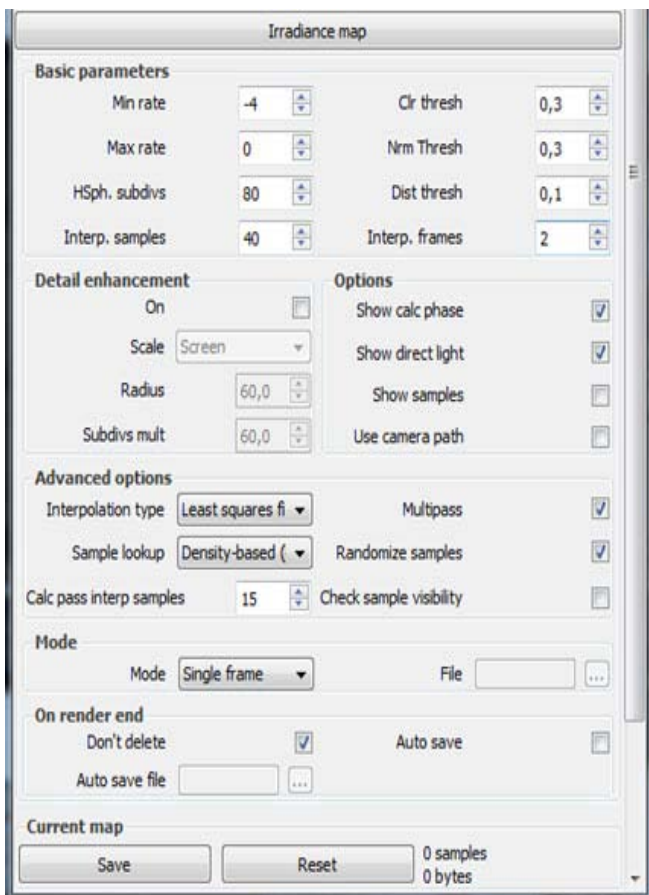 Irradiance map
Basic parameters
Min rate -4 Clr thresh 0,3
Max rate 0 Nrm Thresh 0,3
HSph. subdivs 80 Dist thresh 0,1
Interp. samples 40 Interp. frames 2
Detail enhancement Options
On Show calc phase
Scale Screen Show direct light
Radius 60,0 Show samples
Subdivs mult 60,0 Use camera path
Advanced options
Interpolation type Least squares fi Multipass
Sample lookup Density-based ( Randomize samples
Calc pass interp samples 15 Check sample visibility
Mode
Mode Single frame File ...
On render end
Don't delete Auto save
Auto save file ...
Current map
Save Reset 0 samples
0 bytes